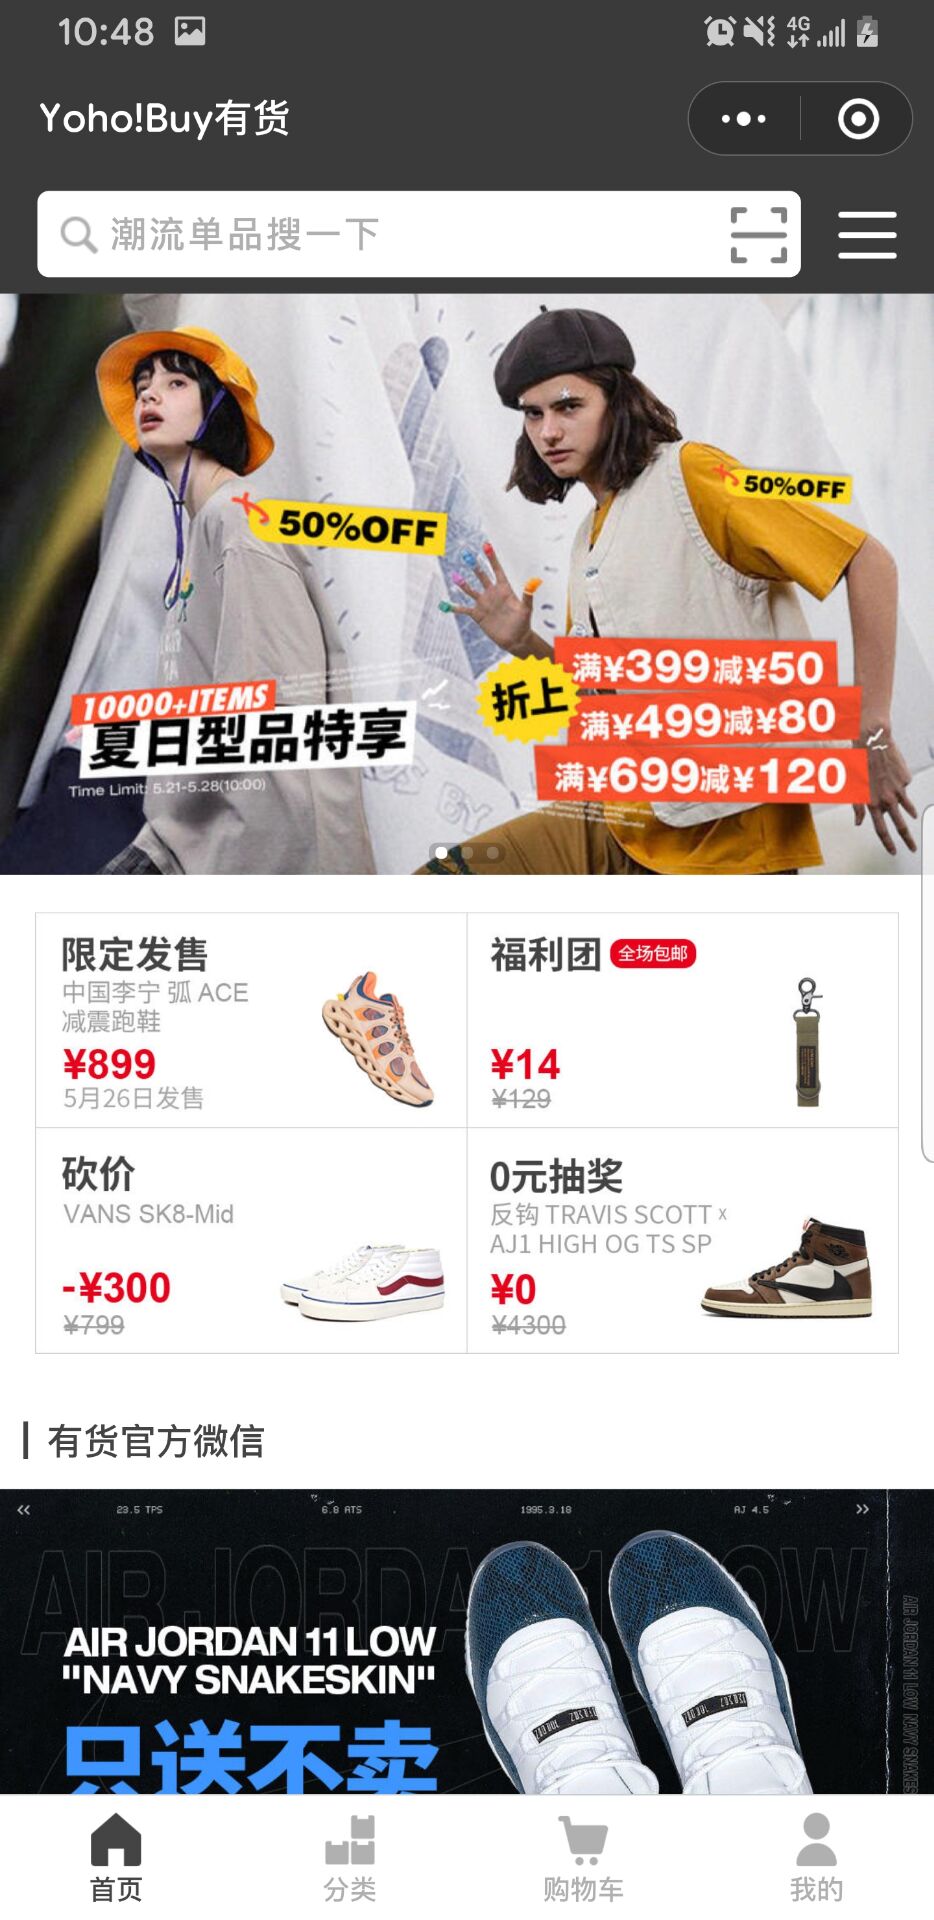 10:48
4G
Yoho!Buy有货
潮流单品搜一下
50%OFF
50%OFF
10000+ITEMS
夏日型品特享
Time Limit: 5.21-5.28(10:00)
折上
满¥399减¥50
满¥499减¥80
满¥699减¥120
限定发售
中国李宁 弧 ACE
减震跑鞋
¥899
5月26日发售
福利团 全场包邮
¥14
¥129
砍价
VANS SK8-Mid
-¥300
¥799
0元抽奖
反钩 TRAVIS SCOTT x
AJ1 HIGH OG TS SP
¥0
¥4300
有货官方微信
23.5 TPS
6.8 ATS
1995.3.18
AJ 4.5
AIR JORDAN 11 LOW
AIR JORDAN 11 LOW
"NAVY SNAKESKIN"
只送不卖
AIR JORDAN 11 LOW NAVY SNAKES
首页
分类
购物车
我的